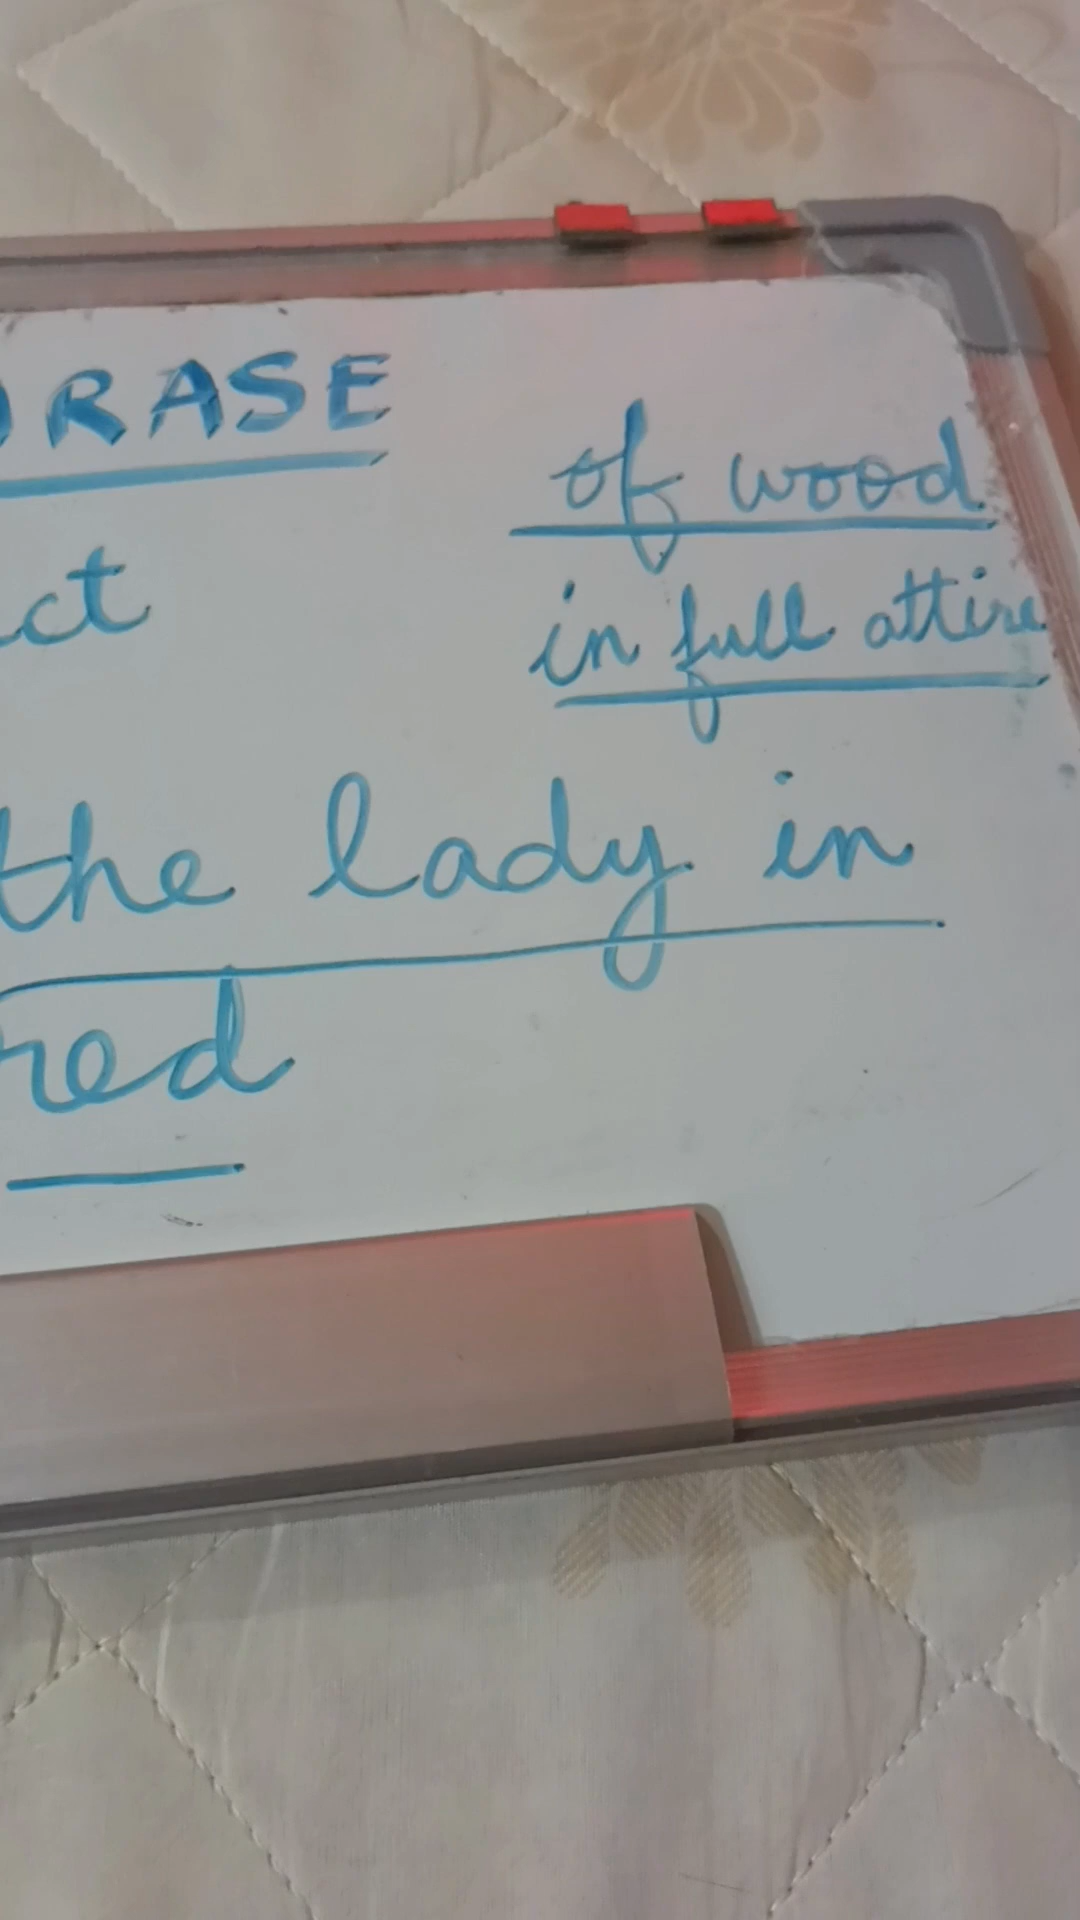 RASE
of wood
ct
in full attire
the lady in
red